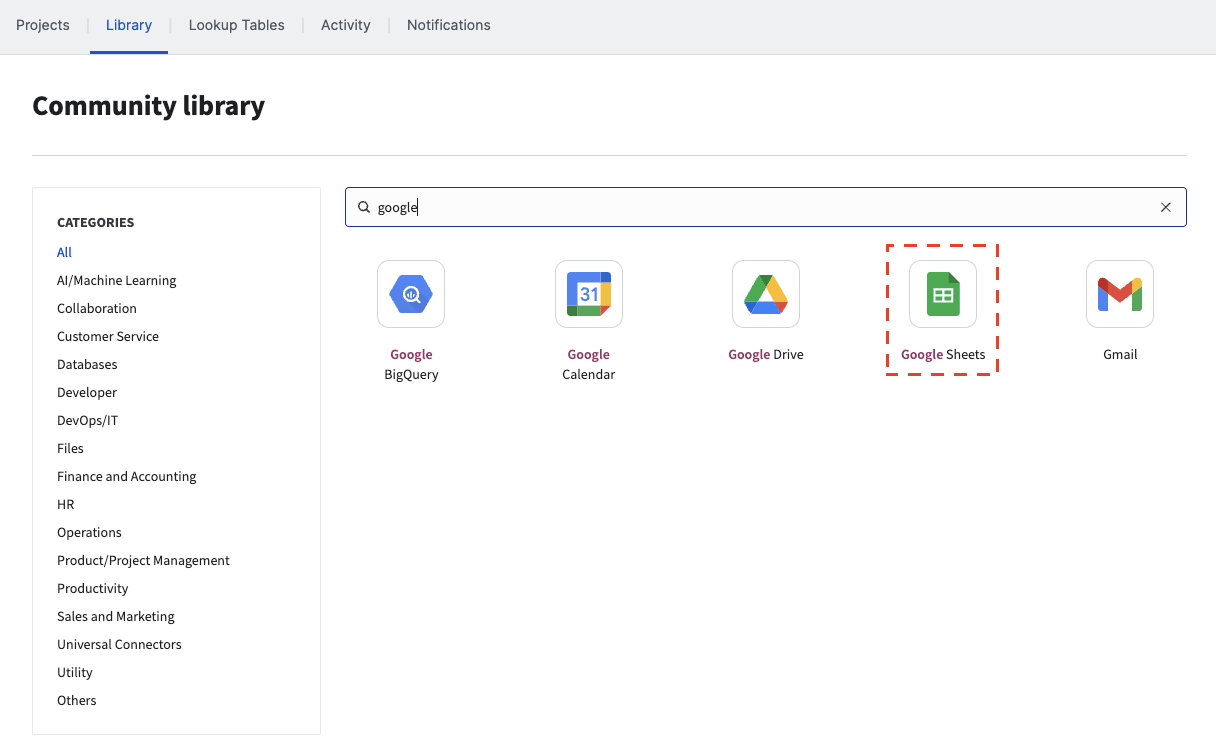 Projects Library Lookup Tables Activity Notifications
Community library
CATEGORIES
All
AI/Machine Learning
Collaboration
Customer Service
Databases
Developer
DevOps/IT
Files
Finance and Accounting
HR
Operations
Product/Project Management
Productivity
Sales and Marketing
Universal Connectors
Utility
Others
google
31
Google
BigQuery
Google
Calendar
Google Drive
Google Sheets
Gmail